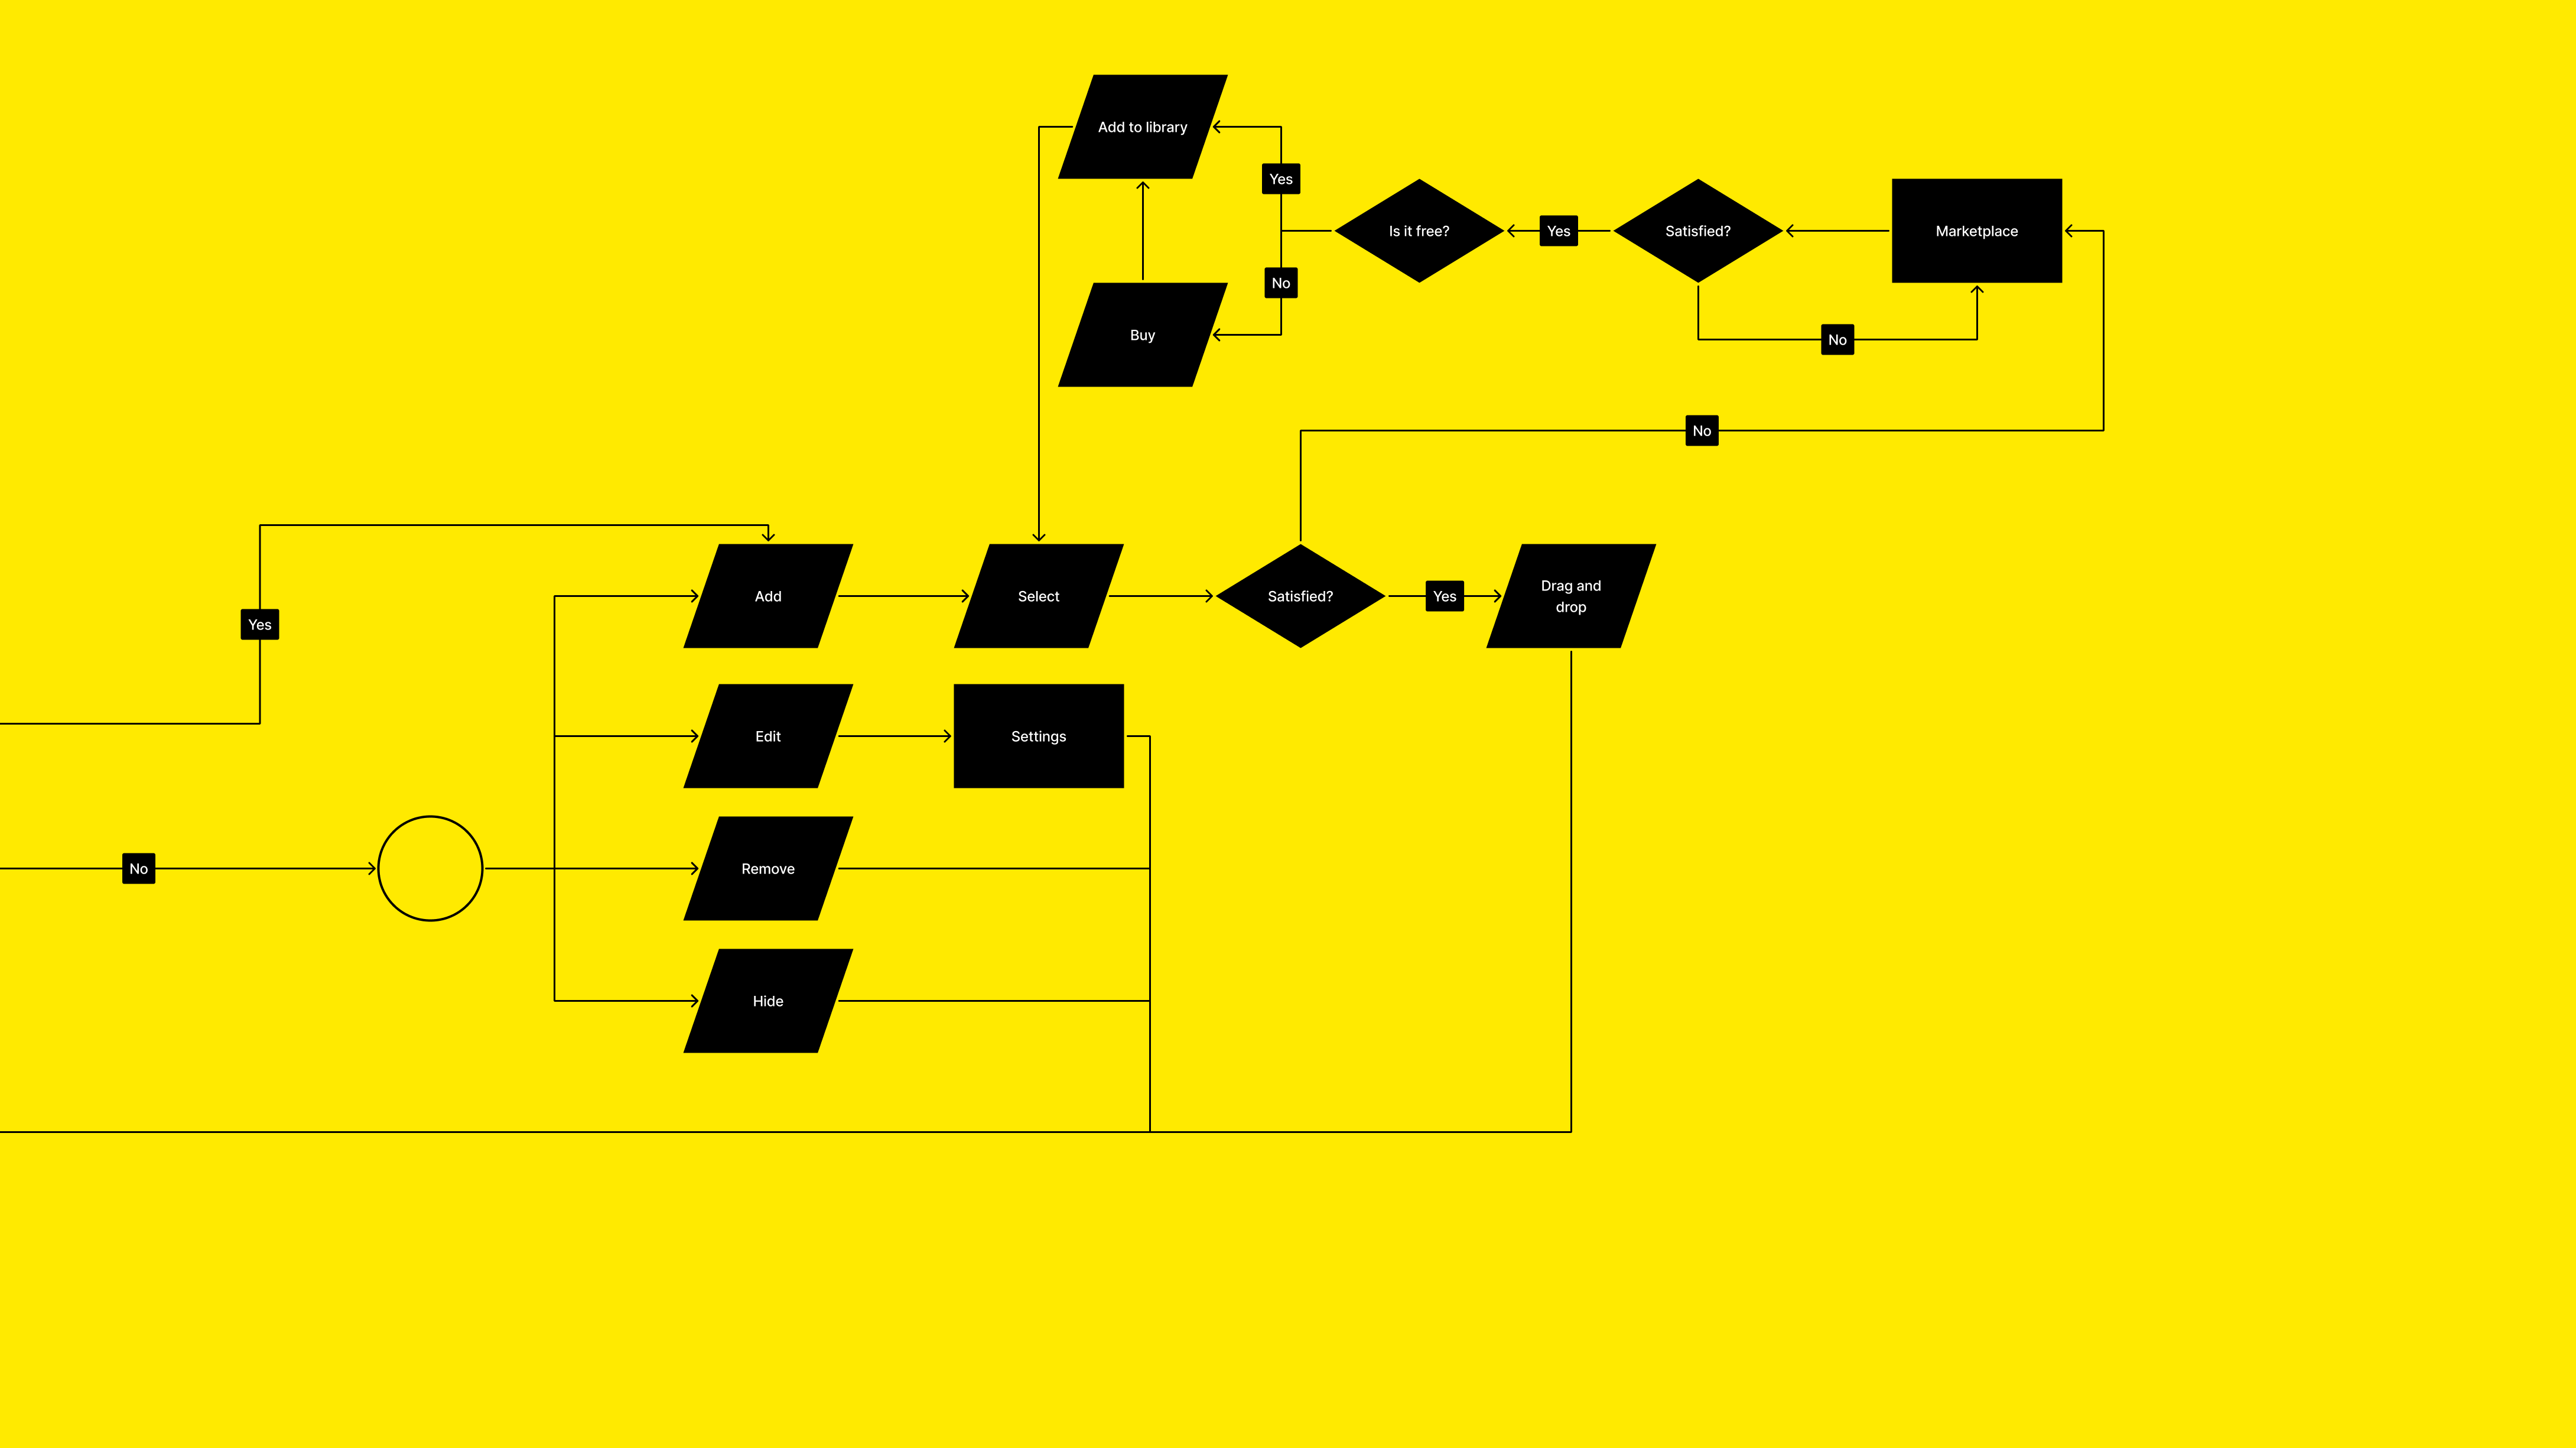 Add to library
Yes
Is it free?
Yes
Satisfied?
Marketplace
No
Buy
No
No
Yes
Add
Select
Satisfied?
Yes
Drag and
drop
Edit
Settings
No
Remove
Hide